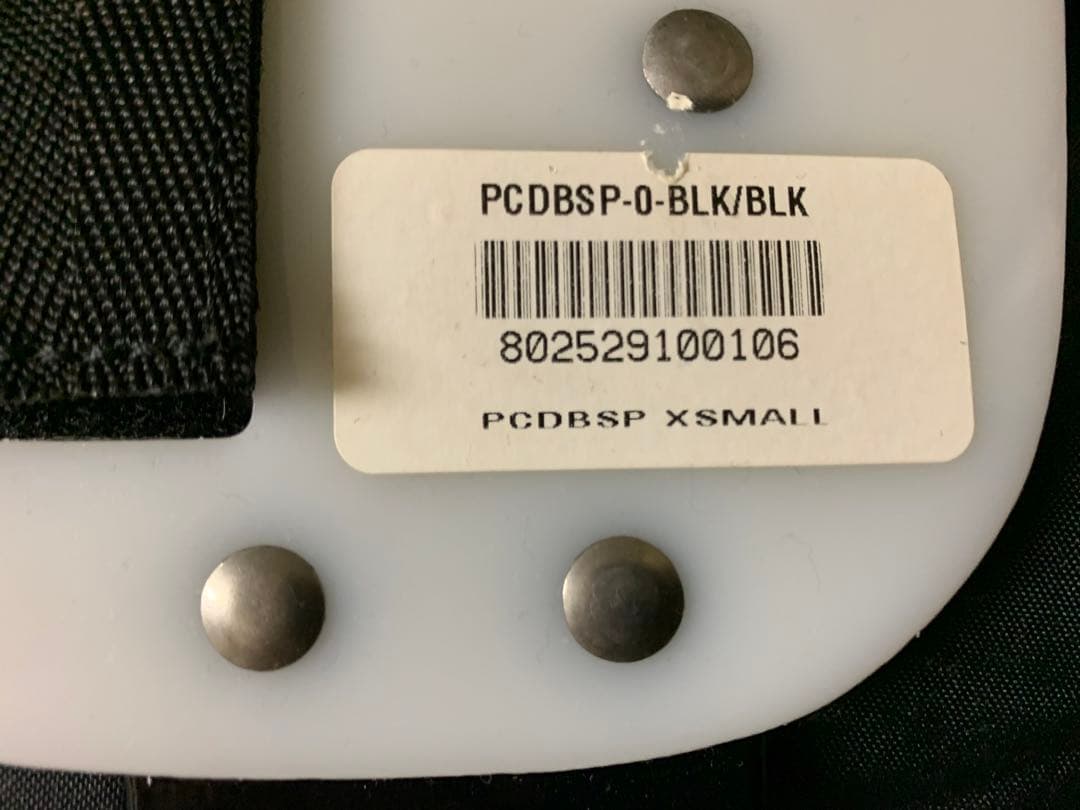 PCDBSP-0-BLK/BLK
802529100106
PCDBSP XSMALL